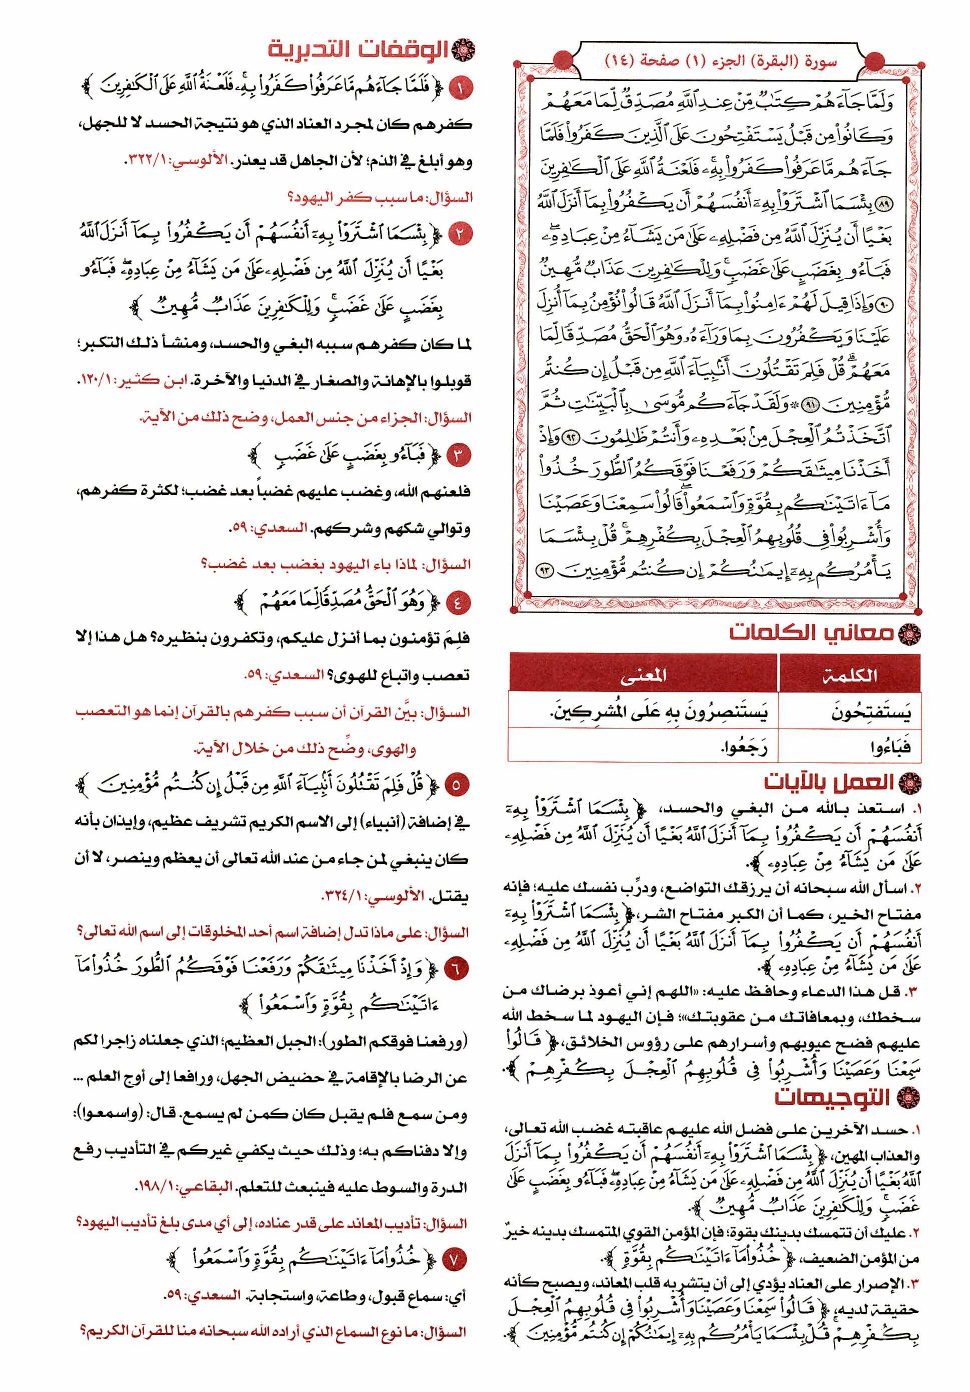 سورة (البقرة) الجزء (١) صفحة (١٤)
وَلَمَّا جَآءَهُمْ كِتَٰبٌ مِّنْ عِندِ ٱللَّهِ مُصَدِّقٌ لِّمَا مَعَهُمْ
وَكَانُوا۟ مِن قَبْلُ يَسْتَفْتِحُونَ عَلَى ٱلَّذِينَ كَفَرُوا۟ فَلَمَّا
جَآءَهُم مَّا عَرَفُوا۟ كَفَرُوا۟ بِهِۦ فَلَعْنَةُ ٱللَّهِ عَلَى ٱلْكَٰفِرِينَ
٨٩ بِئْسَمَا ٱشْتَرَوْا۟ بِهِۦٓ أَنفُسَهُمْ أَن يَكْفُرُوا۟ بِمَآ أَنزَلَ ٱللَّهُ
بَغْيًا أَن يُنَزِّلَ ٱللَّهُ مِن فَضْلِهِۦ عَلَىٰ مَن يَشَآءُ مِنْ عِبَادِهِۦ ۖ
فَبَآءُو بِغَضَبٍ عَلَىٰ غَضَبٍ ۚ وَلِلْكَٰفِرِينَ عَذَابٌ مُّهِينٌ
٩٠ وَإِذَا قِيلَ لَهُمْ ءَامِنُوا۟ بِمَآ أَنزَلَ ٱللَّهُ قَالُوا۟ نُؤْمِنُ بِمَآ أُنزِلَ
عَلَيْنَا وَيَكْفُرُونَ بِمَا وَرَآءَهُۥ وَهُوَ ٱلْحَقُّ مُصَدِّقًا لِّمَا
مَعَهُمْ ۗ قُلْ فَلِمَ تَقْتُلُونَ أَنۢبِيَآءَ ٱللَّهِ مِن قَبْلُ إِن كُنتُم
مُّؤْمِنِينَ ٩١ ۞ وَلَقَدْ جَآءَكُم مُّوسَىٰ بِٱلْبَيِّنَٰتِ ثُمَّ
ٱتَّخَذْتُمُ ٱلْعِجْلَ مِنۢ بَعْدِهِۦ وَأَنتُمْ ظَٰلِمُونَ ٩٢ وَإِذْ
أَخَذْنَا مِيثَٰقَكُمْ وَرَفَعْنَا فَوْقَكُمُ ٱلطُّورَ خُذُوا۟
مَآ ءَاتَيْنَٰكُم بِقُوَّةٍ وَٱسْمَعُوا۟ ۖ قَالُوا۟ سَمِعْنَا وَعَصَيْنَا
وَأُشْرِبُوا۟ فِى قُلُوبِهِمُ ٱلْعِجْلَ بِكُفْرِهِمْ ۚ قُلْ بِئْسَمَا
يَأْمُرُكُم بِهِۦٓ إِيمَٰنُكُمْ إِن كُنتُم مُّؤْمِنِينَ ٩٣
معاني الكلمات
الكلمة المعنى
يَستَفتِحُونَ يَستَنصِرُونَ بِهِ عَلَى المُشرِكِينَ.
فَبَاءُوا رَجَعُوا.
العمل بالآيات
١. استعذ بالله من البغي والحسد، ﴿ بِئْسَمَا ٱشْتَرَوْا۟ بِهِۦٓ
أَنفُسَهُمْ أَن يَكْفُرُوا۟ بِمَآ أَنزَلَ ٱللَّهُ بَغْيًا أَن يُنَزِّلَ ٱللَّهُ مِن فَضْلِهِۦ
عَلَىٰ مَن يَشَآءُ مِنْ عِبَادِهِۦ ﴾.
٢. اسأل الله سبحانه أن يرزقك التواضع، ودرِّب نفسك عليه؛ فإنه
مفتاح الخير، كما أن الكبر مفتاح الشر، ﴿ بِئْسَمَا ٱشْتَرَوْا۟ بِهِۦٓ
أَنفُسَهُمْ أَن يَكْفُرُوا۟ بِمَآ أَنزَلَ ٱللَّهُ بَغْيًا أَن يُنَزِّلَ ٱللَّهُ مِن فَضْلِهِۦ
عَلَىٰ مَن يَشَآءُ مِنْ عِبَادِهِۦ ﴾.
٣. قل هذا الدعاء وحافظ عليه: «اللهم إني أعوذ برضاك من
سخطك، وبمعافاتك من عقوبتك»؛ فإن اليهود لما سخط الله
عليهم فضح عيوبهم وأسرارهم على رؤوس الخلائق، ﴿ قَالُوا۟
سَمِعْنَا وَعَصَيْنَا وَأُشْرِبُوا۟ فِى قُلُوبِهِمُ ٱلْعِجْلَ بِكُفْرِهِمْ ﴾.
التوجيهات
١. حسد الآخرين على فضل الله عليهم عاقبته غضب الله تعالى،
والعذاب المهين، ﴿ بِئْسَمَا ٱشْتَرَوْا۟ بِهِۦٓ أَنفُسَهُمْ أَن يَكْفُرُوا۟ بِمَآ أَنزَلَ
ٱللَّهُ بَغْيًا أَن يُنَزِّلَ ٱللَّهُ مِن فَضْلِهِۦ عَلَىٰ مَن يَشَآءُ مِنْ عِبَادِهِۦ ۖ فَبَآءُو بِغَضَبٍ عَلَىٰ
غَضَبٍ ۚ وَلِلْكَٰفِرِينَ عَذَابٌ مُّهِينٌ ﴾.
٢. عليك أن تتمسك بدينك بقوة؛ فإن المؤمن القوي المتمسك بدينه خيرٌ
من المؤمن الضعيف، ﴿ خُذُوا۟ مَآ ءَاتَيْنَٰكُم بِقُوَّةٍ ﴾.
٣. الإصرار على العناد يؤدي إلى أن يتشربه قلب المعاند، ويصبح كأنه
حقيقة لديه، ﴿ قَالُوا۟ سَمِعْنَا وَعَصَيْنَا وَأُشْرِبُوا۟ فِى قُلُوبِهِمُ ٱلْعِجْلَ
بِكُفْرِهِمْ ۚ قُلْ بِئْسَمَا يَأْمُرُكُم بِهِۦٓ إِيمَٰنُكُمْ إِن كُنتُم مُّؤْمِنِينَ ﴾.
الوقفات التدبرية
١ ﴿ فَلَمَّا جَآءَهُم مَّا عَرَفُوا۟ كَفَرُوا۟ بِهِۦ ۚ فَلَعْنَةُ ٱللَّهِ عَلَى ٱلْكَٰفِرِينَ ﴾
كفرهم كان لمجرد العناد الذي هو نتيجة الحسد لا للجهل،
وهو أبلغ في الذم؛ لأن الجاهل قد يعذر. الألوسي: ٣٢٢/١.
السؤال: ما سبب كفر اليهود؟
٢ ﴿ بِئْسَمَا ٱشْتَرَوْا۟ بِهِۦٓ أَنفُسَهُمْ أَن يَكْفُرُوا۟ بِمَآ أَنزَلَ ٱللَّهُ
بَغْيًا أَن يُنَزِّلَ ٱللَّهُ مِن فَضْلِهِۦ عَلَىٰ مَن يَشَآءُ مِنْ عِبَادِهِۦ ۖ فَبَآءُو
بِغَضَبٍ عَلَىٰ غَضَبٍ ۚ وَلِلْكَٰفِرِينَ عَذَابٌ مُّهِينٌ ﴾
لما كان كفرهم سببه البغي والحسد، ومنشأ ذلك التكبر؛
قوبلوا بالإهانة والصغار في الدنيا والآخرة. ابن كثير: ١٢٠/١.
السؤال: الجزاء من جنس العمل، وضح ذلك من الآية.
٣ ﴿ فَبَآءُو بِغَضَبٍ عَلَىٰ غَضَبٍ ﴾
فلعنهم الله، وغضب عليهم غضباً بعد غضب؛ لكثرة كفرهم،
وتوالي شكهم وشركهم. السعدي: ٥٩.
السؤال: لماذا باء اليهود بغضب بعد غضب؟
٤ ﴿ وَهُوَ ٱلْحَقُّ مُصَدِّقًا لِّمَا مَعَهُمْ ﴾
فلِمَ تؤمنون بما أنزل عليكم، وتكفرون بنظيره؟ هل هذا إلا
تعصب واتباع للهوى؟ السعدي: ٥٩.
السؤال: بيَّن القرآن أن سبب كفرهم بالقرآن إنما هو التعصب
والهوى، وضِّح ذلك من خلال الآية.
٥ ﴿ قُلْ فَلِمَ تَقْتُلُونَ أَنۢبِيَآءَ ٱللَّهِ مِن قَبْلُ إِن كُنتُم مُّؤْمِنِينَ ﴾
في إضافة (أنبياء) إلى الاسم الكريم تشريف عظيم، وإيذان بأنه
كان ينبغي لمن جاء من عند الله تعالى أن يعظم وينصر، لا أن
يقتل. الألوسي: ٣٢٤/١.
السؤال: على ماذا تدل إضافة اسم أحد المخلوقات إلى اسم الله تعالى؟
٦ ﴿ وَإِذْ أَخَذْنَا مِيثَٰقَكُمْ وَرَفَعْنَا فَوْقَكُمُ ٱلطُّورَ خُذُوا۟ مَآ
ءَاتَيْنَٰكُم بِقُوَّةٍ وَٱسْمَعُوا۟ ﴾
(ورفعنا فوقكم الطور): الجبل العظيم؛ الذي جعلناه زاجرا لكم
عن الرضا بالإقامة في حضيض الجهل، ورافعا إلى أوج العلم ...
ومن سمع فلم يقبل كان كمن لم يسمع. قال: (واسمعوا):
وإلا دفناكم به؛ وذلك حيث يكفي غيركم في التأديب رفع
الدرة والسوط عليه فينبعث للتعلم. البقاعي: ١٩٨/١.
السؤال: تأديب المعاند على قدر عناده، إلى أي مدى بلغ تأديب اليهود؟
٧ ﴿ خُذُوا۟ مَآ ءَاتَيْنَٰكُم بِقُوَّةٍ وَٱسْمَعُوا۟ ﴾
أي: سماع قبول، وطاعة، واستجابة. السعدي: ٥٩.
السؤال: ما نوع السماع الذي أراده الله سبحانه منا للقرآن الكريم؟